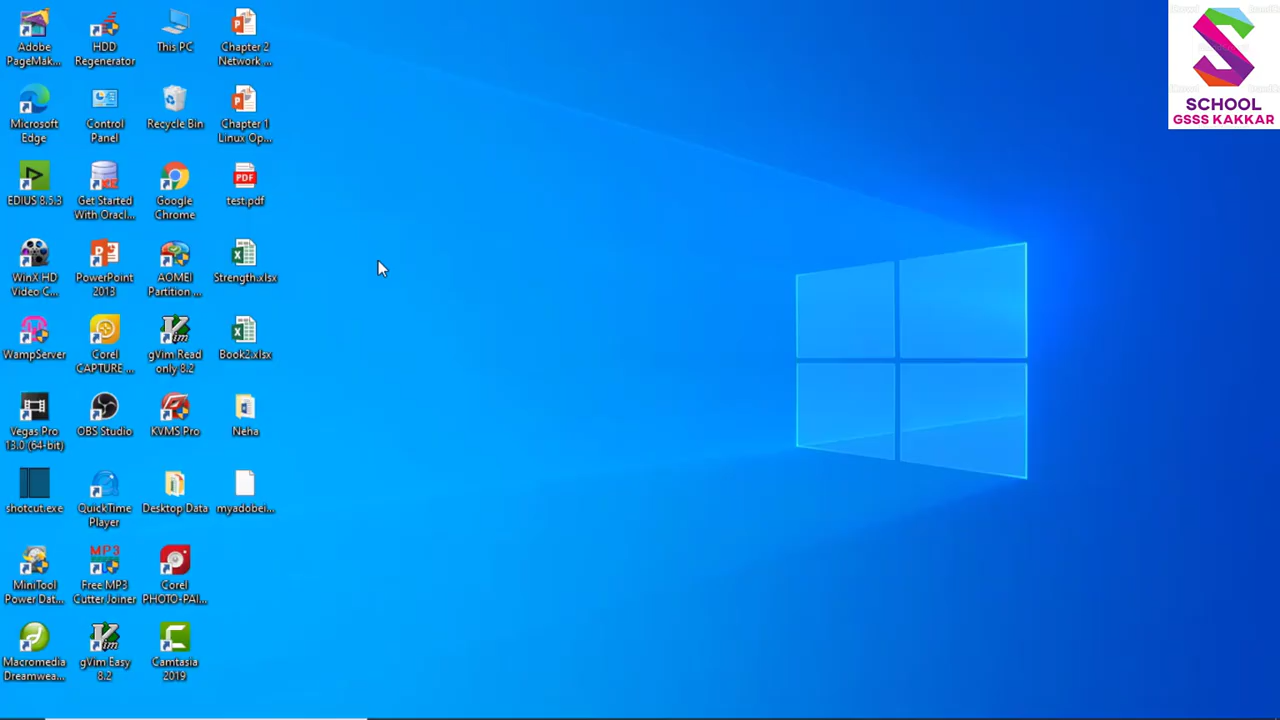 Adobe
PageMak...
HDD
Regenerator
This PC
Chapter 2
Network ...
Microsoft
Edge
Control
Panel
Recycle Bin
Chapter 1
Linux Op...
EDIUS 8.5.3
Get Started
With Oracl...
Google
Chrome
PDF
test.pdf
WinX HD
Video C...
PowerPoint
2013
AOMEI
Partition ...
Strength.xlsx
WampServer
Corel
CAPTURE ...
gVim Read
only 8.2
Book2.xlsx
Vegas Pro
13.0 (64-bit)
OBS Studio
KVMS Pro
Neha
shotcut.exe
QuickTime
Player
Desktop Data
myadobei...
MiniTool
Power Dat...
MP3
Free MP3
Cutter Joiner
Corel
PHOTO-PAI...
Macromedia
Dreamwea...
gVim Easy
8.2
Camtasia
2019
SCHOOL
GSSS KAKKAR